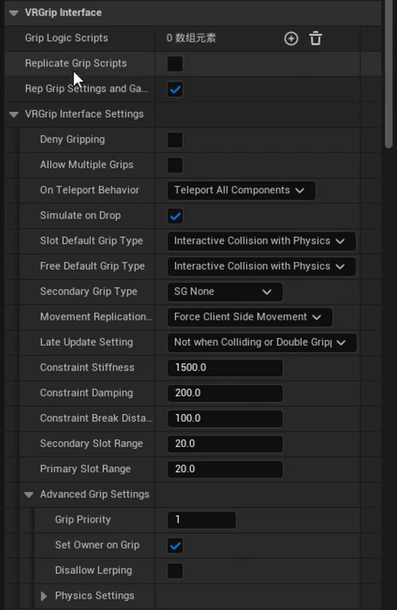 VRGrip Interface
Grip Logic Scripts 0 数组元素
Replicate Grip Scripts
Rep Grip Settings and Ga...
VRGrip Interface Settings
Deny Gripping
Allow Multiple Grips
On Teleport Behavior Teleport All Components
Simulate on Drop
Slot Default Grip Type Interactive Collision with Physics
Free Default Grip Type Interactive Collision with Physics
Secondary Grip Type SG None
Movement Replication... Force Client Side Movement
Late Update Setting Not when Colliding or Double Gripp
Constraint Stiffness 1500.0
Constraint Damping 200.0
Constraint Break Dista... 100.0
Secondary Slot Range 20.0
Primary Slot Range 20.0
Advanced Grip Settings
Grip Priority 1
Set Owner on Grip
Disallow Lerping
Physics Settings